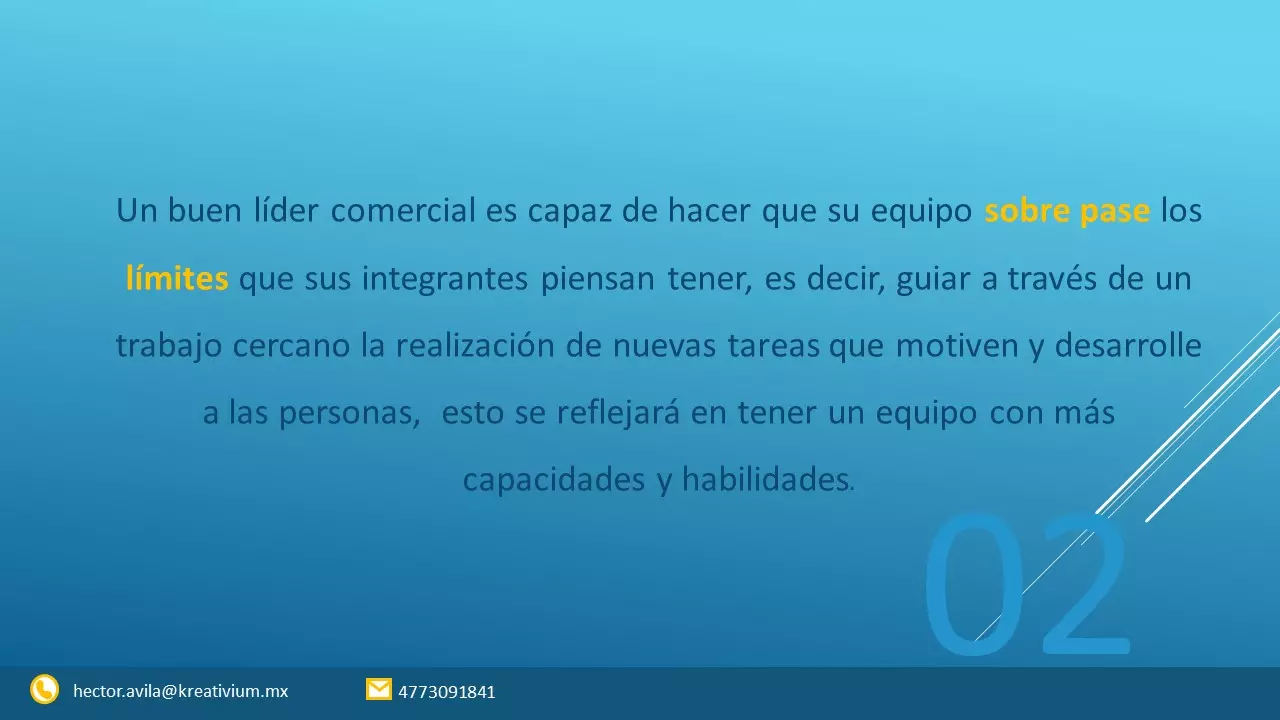 Un buen líder comercial es capaz de hacer que su equipo sobre pase los
límites que sus integrantes piensan tener, es decir, guiar a través de un
trabajo cercano la realización de nuevas tareas que motiven y desarrolle
a las personas,  esto se reflejará en tener un equipo con más
capacidades y habilidades.
02
hector.avila@kreativium.mx
4773091841